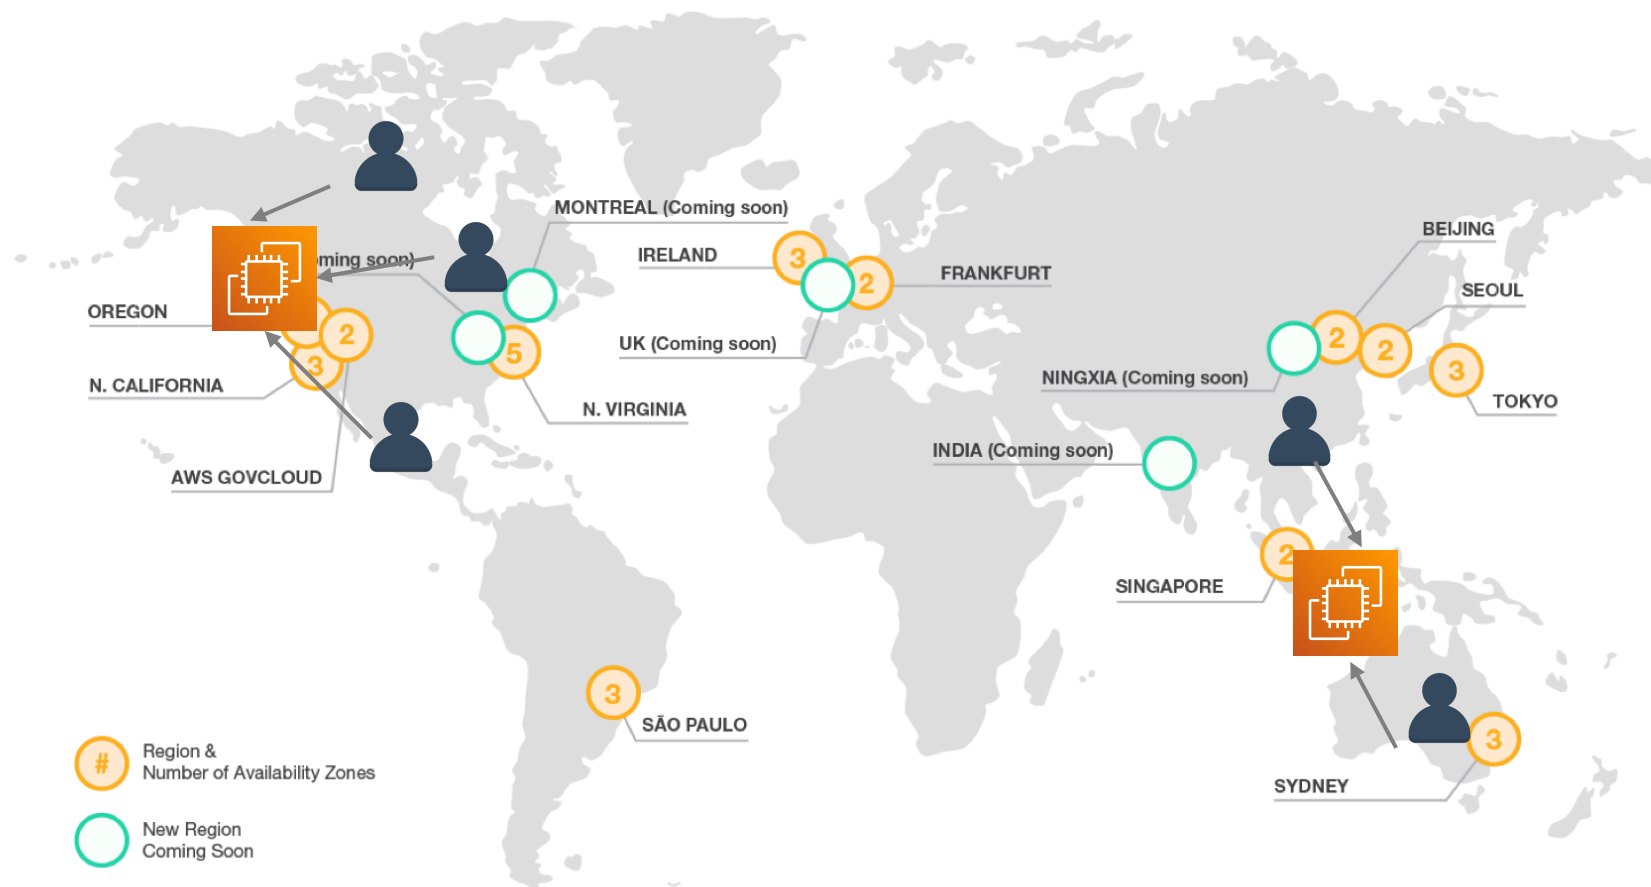 MONTREAL (Coming soon)
oming soon)
OREGON
2
3
5
N. CALIFORNIA
N. VIRGINIA
AWS GOVCLOUD
IRELAND
3
2
FRANKFURT
UK (Coming soon)
BEIJING
SEOUL
2
2
3
NINGXIA (Coming soon)
TOKYO
INDIA (Coming soon)
2
SINGAPORE
3
SÃO PAULO
3
SYDNEY
#
Region &
Number of Availability Zones
New Region
Coming Soon